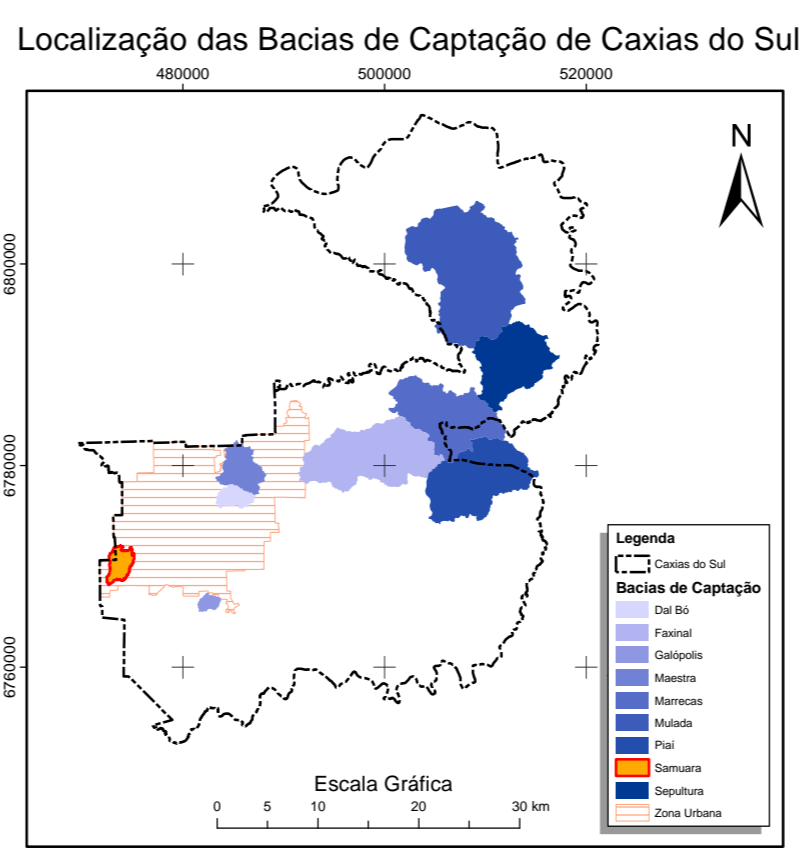 Localização das Bacias de Captação de Caxias do Sul
480000 500000 520000
N
6800000
6780000
6760000
Legenda
Caxias do Sul
Bacias de Captação
Dal Bó
Faxinal
Galópolis
Maestra
Marrecas
Mulada
Piaí
Samuara
Sepultura
Zona Urbana
Escala Gráfica
0 5 10 20 30 km